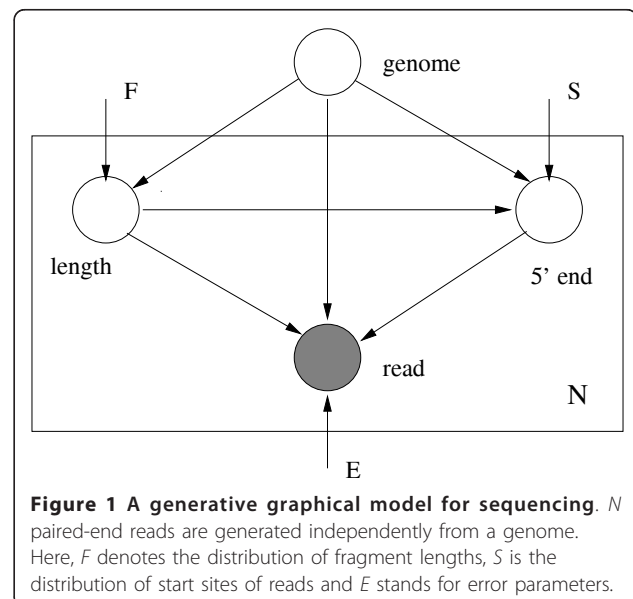 genome
F
S
length
5' end
read
N
E
Figure 1 A generative graphical model for sequencing. N
paired-end reads are generated independently from a genome.
Here, F denotes the distribution of fragment lengths, S is the
distribution of start sites of reads and E stands for error parameters.